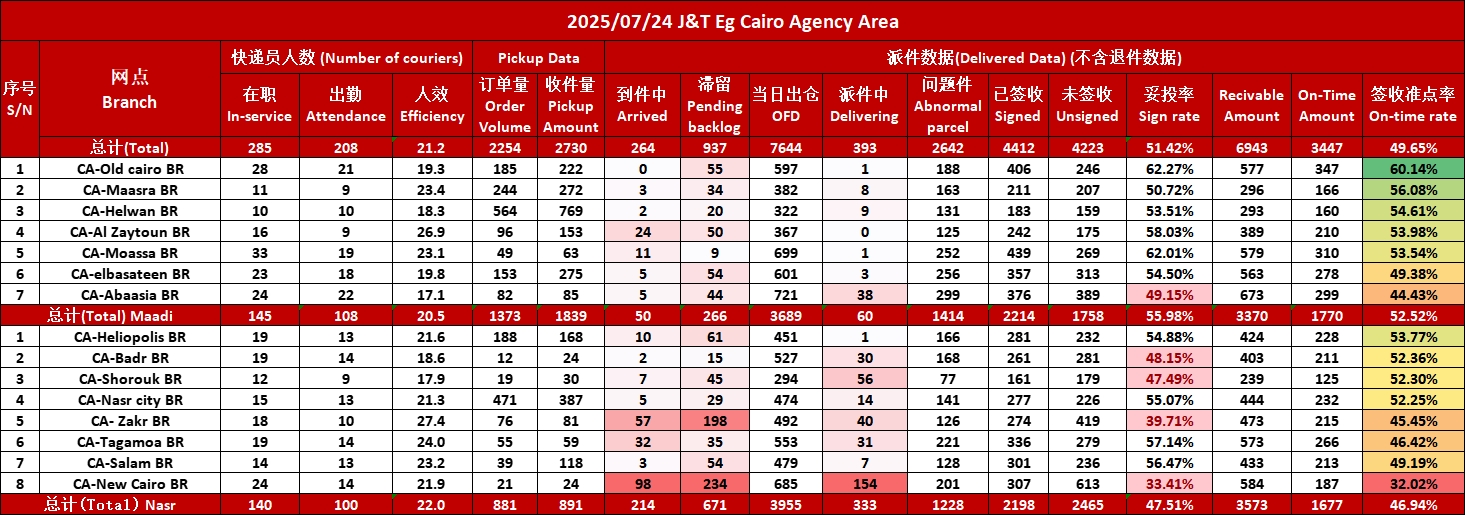 2025/07/24 J&T Eg Cairo Agency Area
序号 S/N 网点 Branch 快递员人数 (Number of couriers) Pickup Data 派件数据(Delivered Data) (不含退件数据)
在职 In-service 出勤 Attendance 人效 Efficiency 订单量 Order Volume 收件量 Pickup Amount 到件中 Arrived 滞留 Pending backlog 当日出仓 OFD 派件中 Delivering 问题件 Abnormal parcel 已签收 Signed 未签收 Unsigned 妥投率 Sign rate Recivable Amount On-Time Amount 签收准点率 On-time rate
总计(Total) 285 208 21.2 2254 2730 264 937 7644 393 2642 4412 4223 51.42% 6943 3447 49.65%
1 CA-Old cairo BR 28 21 19.3 185 222 0 55 597 1 188 406 246 62.27% 577 347 60.14%
2 CA-Maasra BR 11 9 23.4 244 272 3 34 382 8 163 211 207 50.72% 296 166 56.08%
3 CA-Helwan BR 10 10 18.3 564 769 2 20 322 9 131 183 159 53.51% 293 160 54.61%
4 CA-Al Zaytoun BR 16 9 26.9 96 153 24 50 367 0 125 242 175 58.03% 389 210 53.98%
5 CA-Moassa BR 33 19 23.1 49 63 11 9 699 1 252 439 269 62.01% 579 310 53.54%
6 CA-elbasateen BR 23 18 19.8 153 275 5 54 601 3 256 357 313 54.50% 563 278 49.38%
7 CA-Abaasia BR 24 22 17.1 82 85 5 44 721 38 299 376 389 49.15% 673 299 44.43%
总计(Total) Maadi 145 108 20.5 1373 1839 50 266 3689 60 1414 2214 1758 55.98% 3370 1770 52.52%
1 CA-Heliopolis BR 19 13 21.6 188 168 10 61 451 1 166 281 232 53.88% 424 228 53.77%
2 CA-Badr BR 19 14 18.6 12 24 2 15 527 30 168 261 281 48.15% 403 211 52.36%
3 CA-Shorouk BR 12 9 17.9 19 30 7 45 294 56 77 161 179 47.49% 239 125 52.30%
4 CA-Nasr city BR 15 13 21.3 471 387 5 29 474 14 141 277 226 55.07% 444 232 52.25%
5 CA- Zakr BR 18 10 27.4 76 81 57 198 492 40 126 274 419 39.71% 473 215 45.45%
6 CA-Tagamoa BR 19 14 24.0 55 59 32 35 553 31 221 336 279 57.14% 573 266 46.42%
7 CA-Salam BR 14 13 23.2 39 118 3 54 479 7 128 301 236 56.47% 433 213 49.19%
8 CA-New Cairo BR 24 14 21.9 21 24 98 234 685 154 201 307 613 33.41% 584 187 32.02%
总计(Total) Nasr 140 100 22.0 881 891 214 671 3955 333 1228 2198 2465 47.51% 3573 1677 46.94%